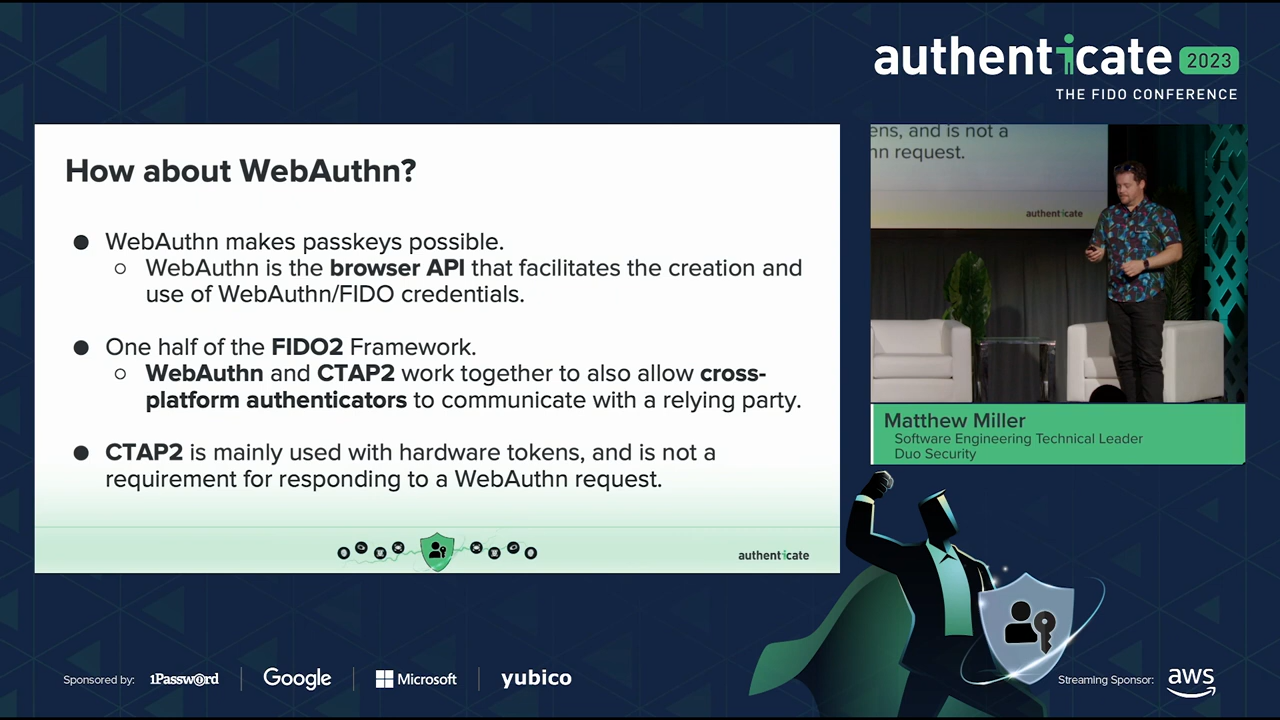 authenticate 2023
THE FIDO CONFERENCE
How about WebAuthn?
● WebAuthn makes passkeys possible.
○ WebAuthn is the browser API that facilitates the creation and
use of WebAuthn/FIDO credentials.
● One half of the FIDO2 Framework.
○ WebAuthn and CTAP2 work together to also allow cross-
platform authenticators to communicate with a relying party.
● CTAP2 is mainly used with hardware tokens, and is not a
requirement for responding to a WebAuthn request.
authenticate
ens, and is not a
nn request.
authenticate
Matthew Miller
Software Engineering Technical Leader
Duo Security
Sponsored by: 1Password Google Microsoft yubico
Streaming Sponsor: aws